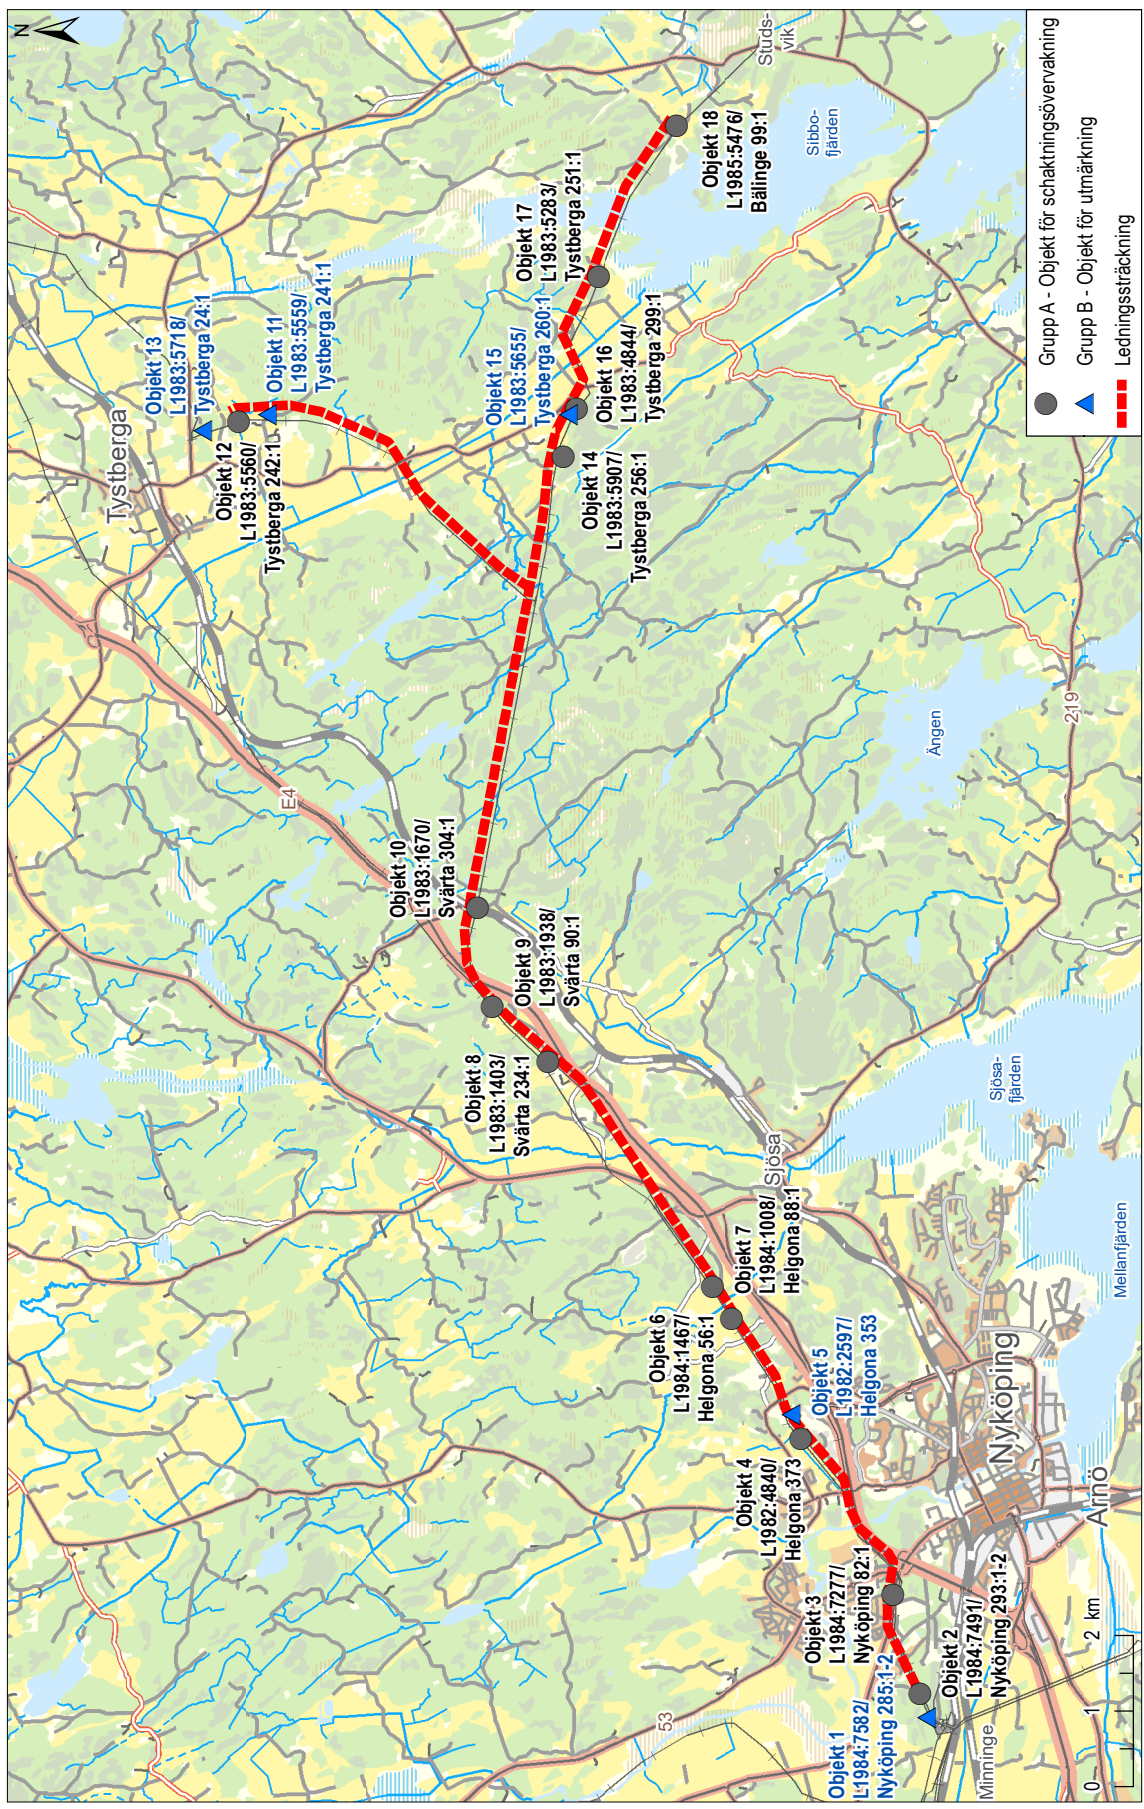 N
Studs-
vik
Sibbo-
fjärden
Objekt 18
L1985:5476/
Bälinge 99:1
Objekt 17
L1983:5283/
Tystberga 251:1
Objekt 13
L1983:5718/
Tystberga 24:1
Objekt 11
L1983:5559/
Tystberga 241:1
Tystberga
Objekt 12
L1983:5560/
Tystberga 242:1
Objekt 15
L1983:5655/
Tystberga 260:1
Objekt 16
L1983:4844/
Tystberga 299:1
Objekt 14
L1983:5907/
Tystberga 256:1
E4
219
Ängen
Objekt 10
L1983:1670/
Svärta 304:1
Objekt 9
L1983:1938/
Svärta 90:1
Objekt 8
L1983:1403/
Svärta 234:1
Sjösa-
fjärden
Sjösa
Mellanfjärden
Objekt 7
L1984:1008/
Helgona 88:1
Objekt 6
L1984:1467/
Helgona 56:1
Objekt 5
L1982:2597/
Helgona 353
Objekt 4
L1982:4840/
Helgona 373
Nyköping
Arnö
Objekt 3
L1984:7277/
Nyköping 82:1
Objekt 2
L1984:7491/
Nyköping 293:1-2
Objekt 1
L1984:7582/
Nyköping 285:1-2
53
Minninge
0 1 2 km
Grupp A - Objekt för schaktningsövervakning
Grupp B - Objekt för utmärkning
Ledningssträckning